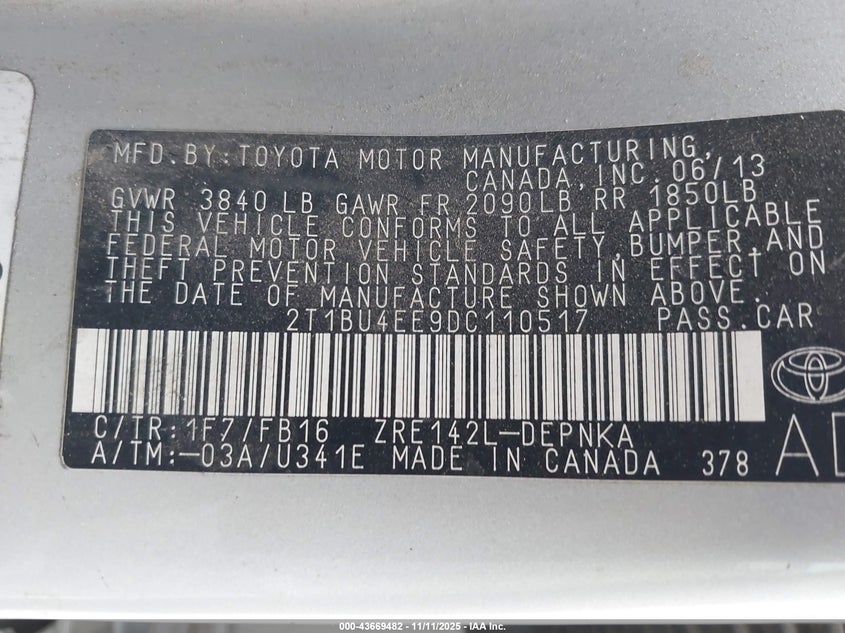 MFD.BY:TOYOTA MOTOR MANUFACTURING,
CANADA,INC. 06/13
GVWR 3840 LB GAWR FR 2090LB RR 1850LB
THIS VEHICLE CONFORMS TO ALL APPLICABLE
FEDERAL MOTOR VEHICLE SAFETY,BUMPER,AND
THEFT PREVENTION STANDARDS IN EFFECT ON
THE DATE OF MANUFACTURE SHOWN ABOVE.
2T1BU4EE9DC110517 PASS.CAR
C/TR:1F7/FB16 ZRE142L-DEPNKA
A/TM:-03A/U341E MADE IN CANADA 378
000-43669482 - 11/11/2025 - IAA Inc.